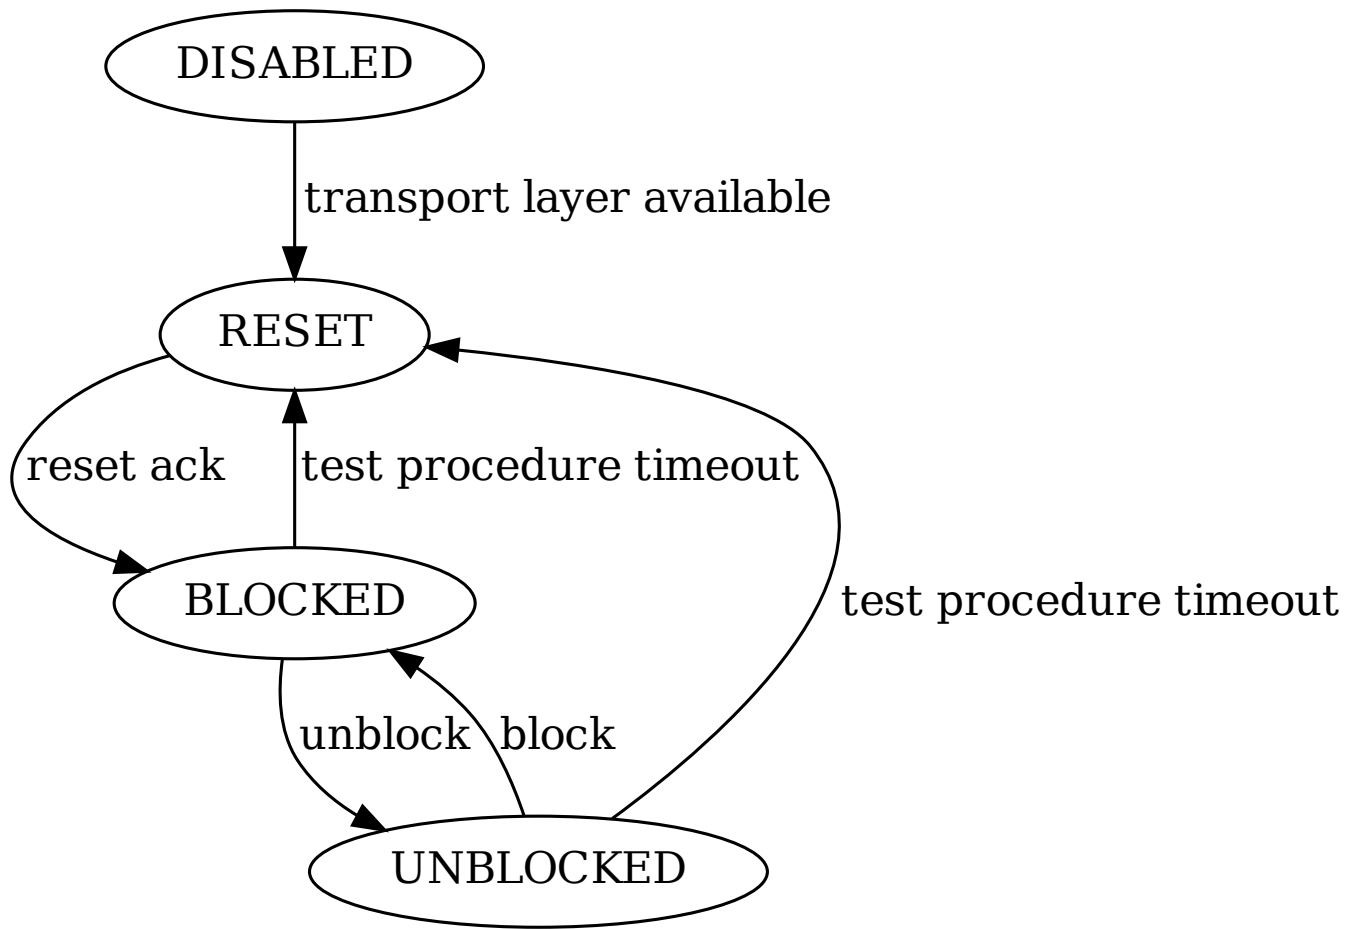 DISABLED
transport layer available
RESET
reset ack
test procedure timeout
BLOCKED
test procedure timeout
unblock
block
UNBLOCKED